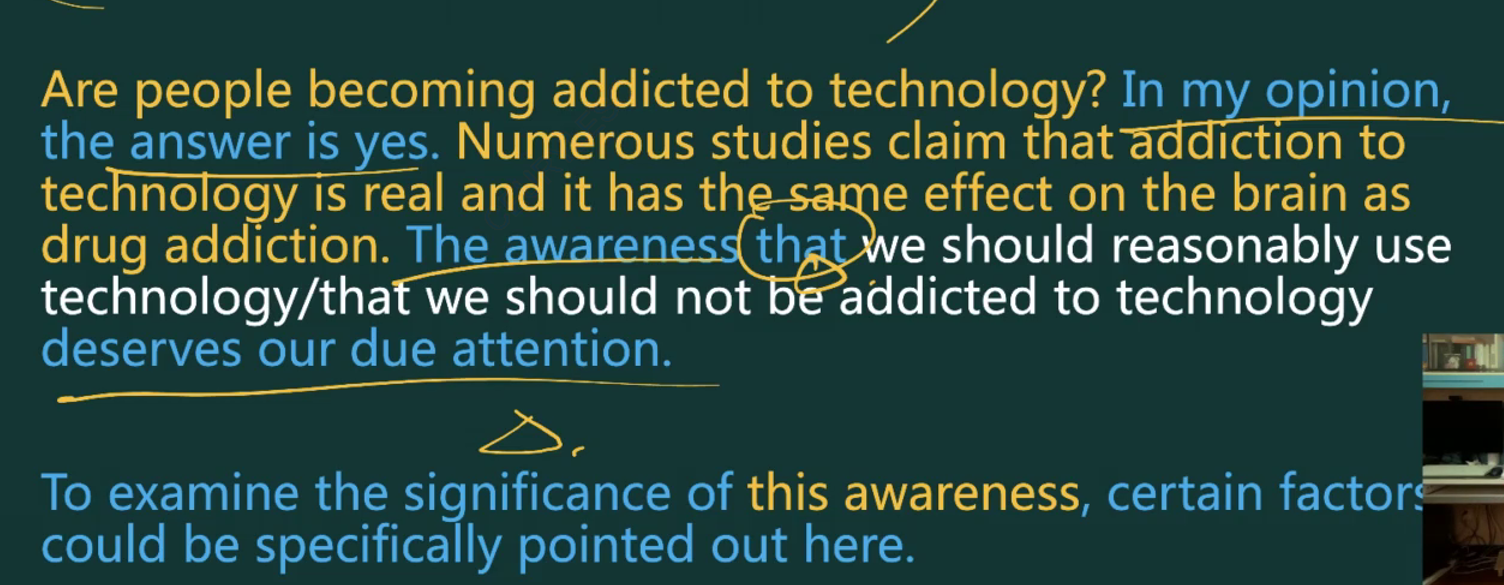 Are people becoming addicted to technology? In my opinion,
the answer is yes. Numerous studies claim that addiction to
technology is real and it has the same effect on the brain as
drug addiction. The awareness that we should reasonably use
technology/that we should not be addicted to technology
deserves our due attention.
To examine the significance of this awareness, certain factors
could be specifically pointed out here.